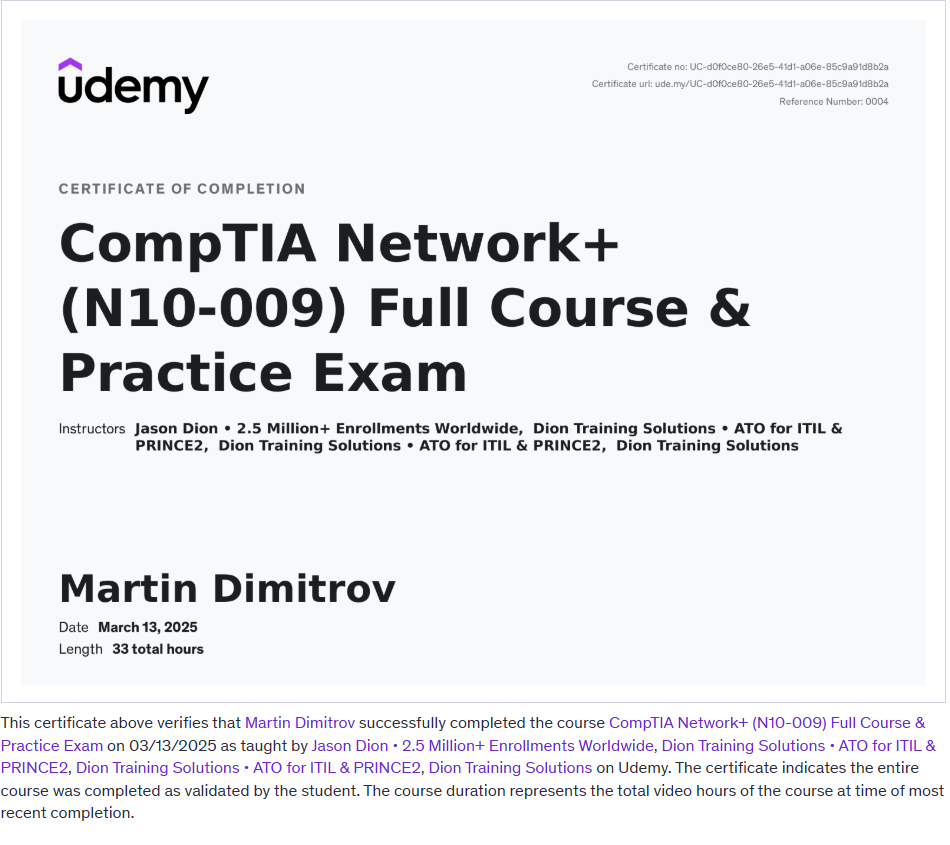 udemy
Certificate no: UC-d0f0ce80-26e5-41d1-a06e-85c9a91d8b2a
Certificate url: ude.my/UC-d0f0ce80-26e5-41d1-a06e-85c9a91d8b2a
Reference Number: 0004
CERTIFICATE OF COMPLETION
CompTIA Network+
(N10-009) Full Course &
Practice Exam
Instructors Jason Dion • 2.5 Million+ Enrollments Worldwide, Dion Training Solutions • ATO for ITIL &
PRINCE2, Dion Training Solutions • ATO for ITIL & PRINCE2, Dion Training Solutions
Martin Dimitrov
Date March 13, 2025
Length 33 total hours
This certificate above verifies that Martin Dimitrov successfully completed the course CompTIA Network+ (N10-009) Full Course &
Practice Exam on 03/13/2025 as taught by Jason Dion • 2.5 Million+ Enrollments Worldwide, Dion Training Solutions • ATO for ITIL &
PRINCE2, Dion Training Solutions • ATO for ITIL & PRINCE2, Dion Training Solutions on Udemy. The certificate indicates the entire
course was completed as validated by the student. The course duration represents the total video hours of the course at time of most
recent completion.